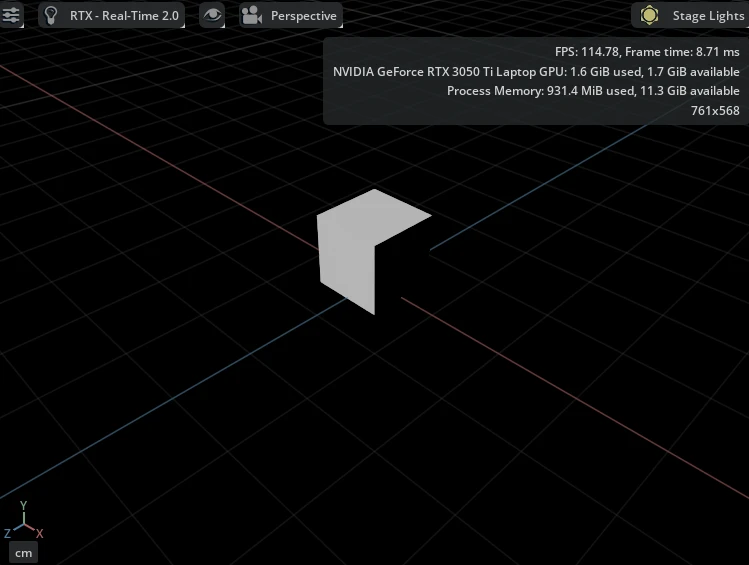 RTX - Real-Time 2.0
Perspective
Stage Lights
FPS: 114.78, Frame time: 8.71 ms
NVIDIA GeForce RTX 3050 Ti Laptop GPU: 1.6 GiB used, 1.7 GiB available
Process Memory: 931.4 MiB used, 11.3 GiB available
761x568
Y
Z
X
cm